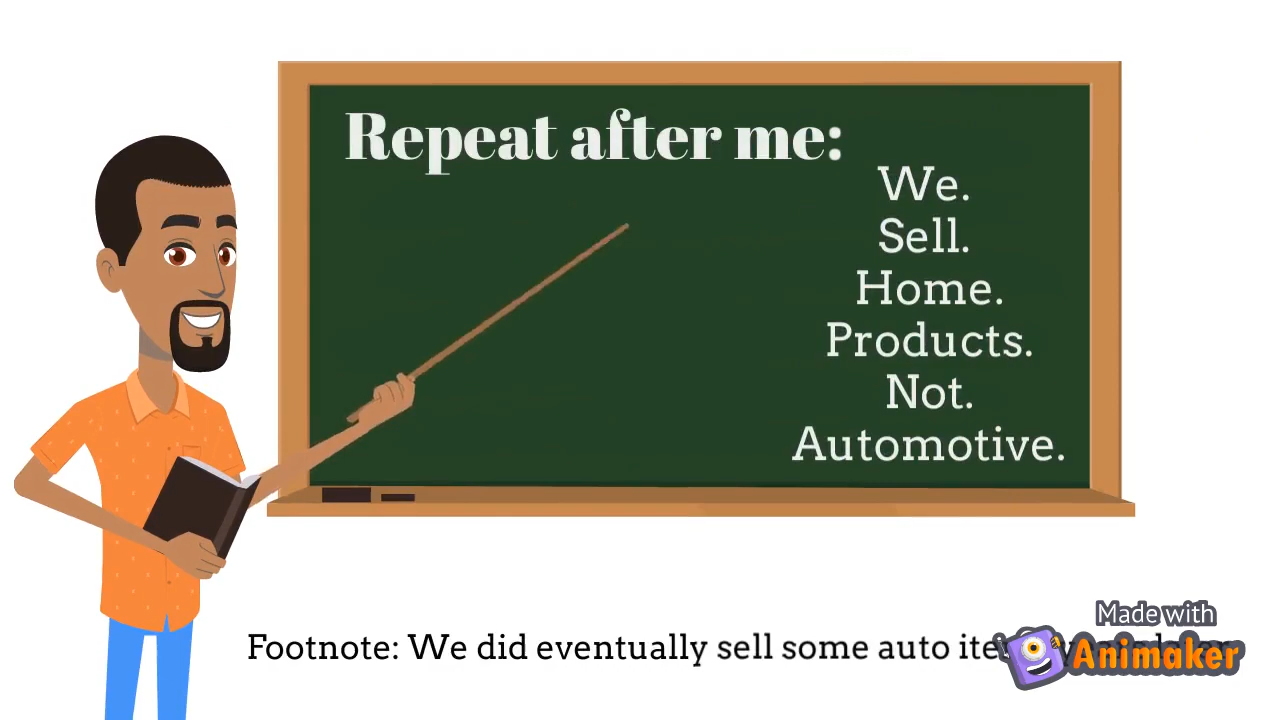 Repeat after me:
We.
Sell.
Home.
Products.
Not.
Automotive.
Footnote: We did eventually sell some auto
Made with
Animaker